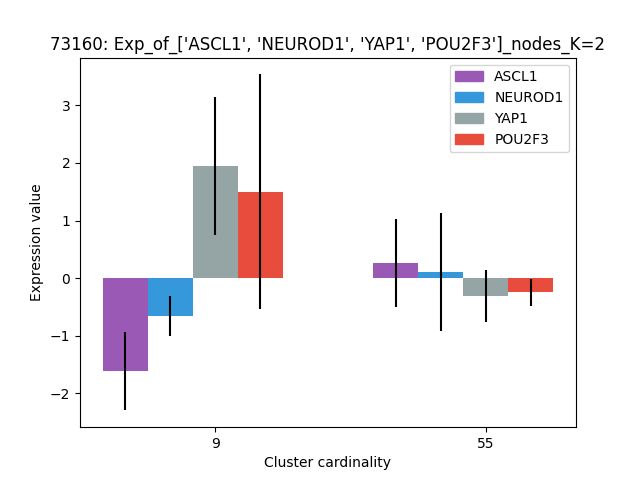 73160: Exp_of_['ASCL1', 'NEUROD1', 'YAP1', 'POU2F3']_nodes_K=2
ASCL1
NEUROD1
YAP1
POU2F3
Expression value
3
2
1
0
−1
−2
9
55
Cluster cardinality